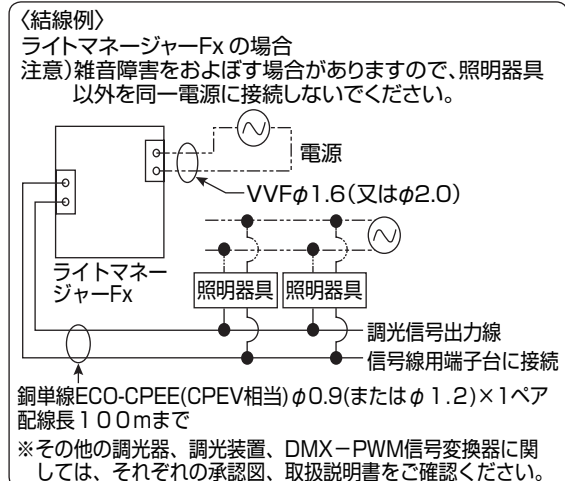 〈結線例〉
ライトマネージャーFxの場合
注意)雑音障害をおよぼす場合がありますので、照明器具
以外を同一電源に接続しないでください。
電源
VVFφ1.6(又はφ2.0)
ライトマネー
ジャーFx
照明器具
照明器具
調光信号出力線
信号線用端子台に接続
銅単線ECO-CPEE(CPEV相当)φ0.9(またはφ1.2)×1ペア
配線長100mまで
※その他の調光器、調光装置、DMX－PWM信号変換器に関
しては、それぞれの承認図、取扱説明書をご確認ください。